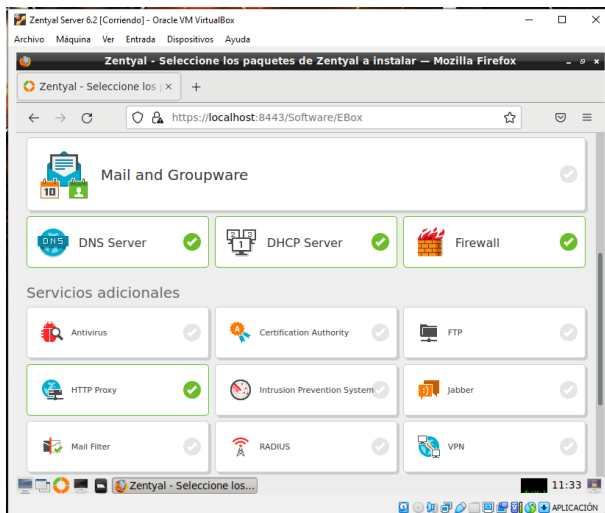 Zentyal Server 6.2 [Corriendo] - Oracle VM VirtualBox
Archivo Máquina Ver Entrada Dispositivos Ayuda
Zentyal - Seleccione los paquetes de Zentyal a instalar — Mozilla Firefox
Zentyal - Seleccione los
https://localhost:8443/Software/EBox
10
Mail and Groupware
DNS
DNS Server
1
DHCP Server
Firewall
Servicios adicionales
Antivirus
A
Certification Authority
FTP
HTTP Proxy
Intrusion Prevention System
Jabber
Mail Filter
RADIUS
VPN
Zentyal - Seleccione los...
11:33
APLICACIÓN